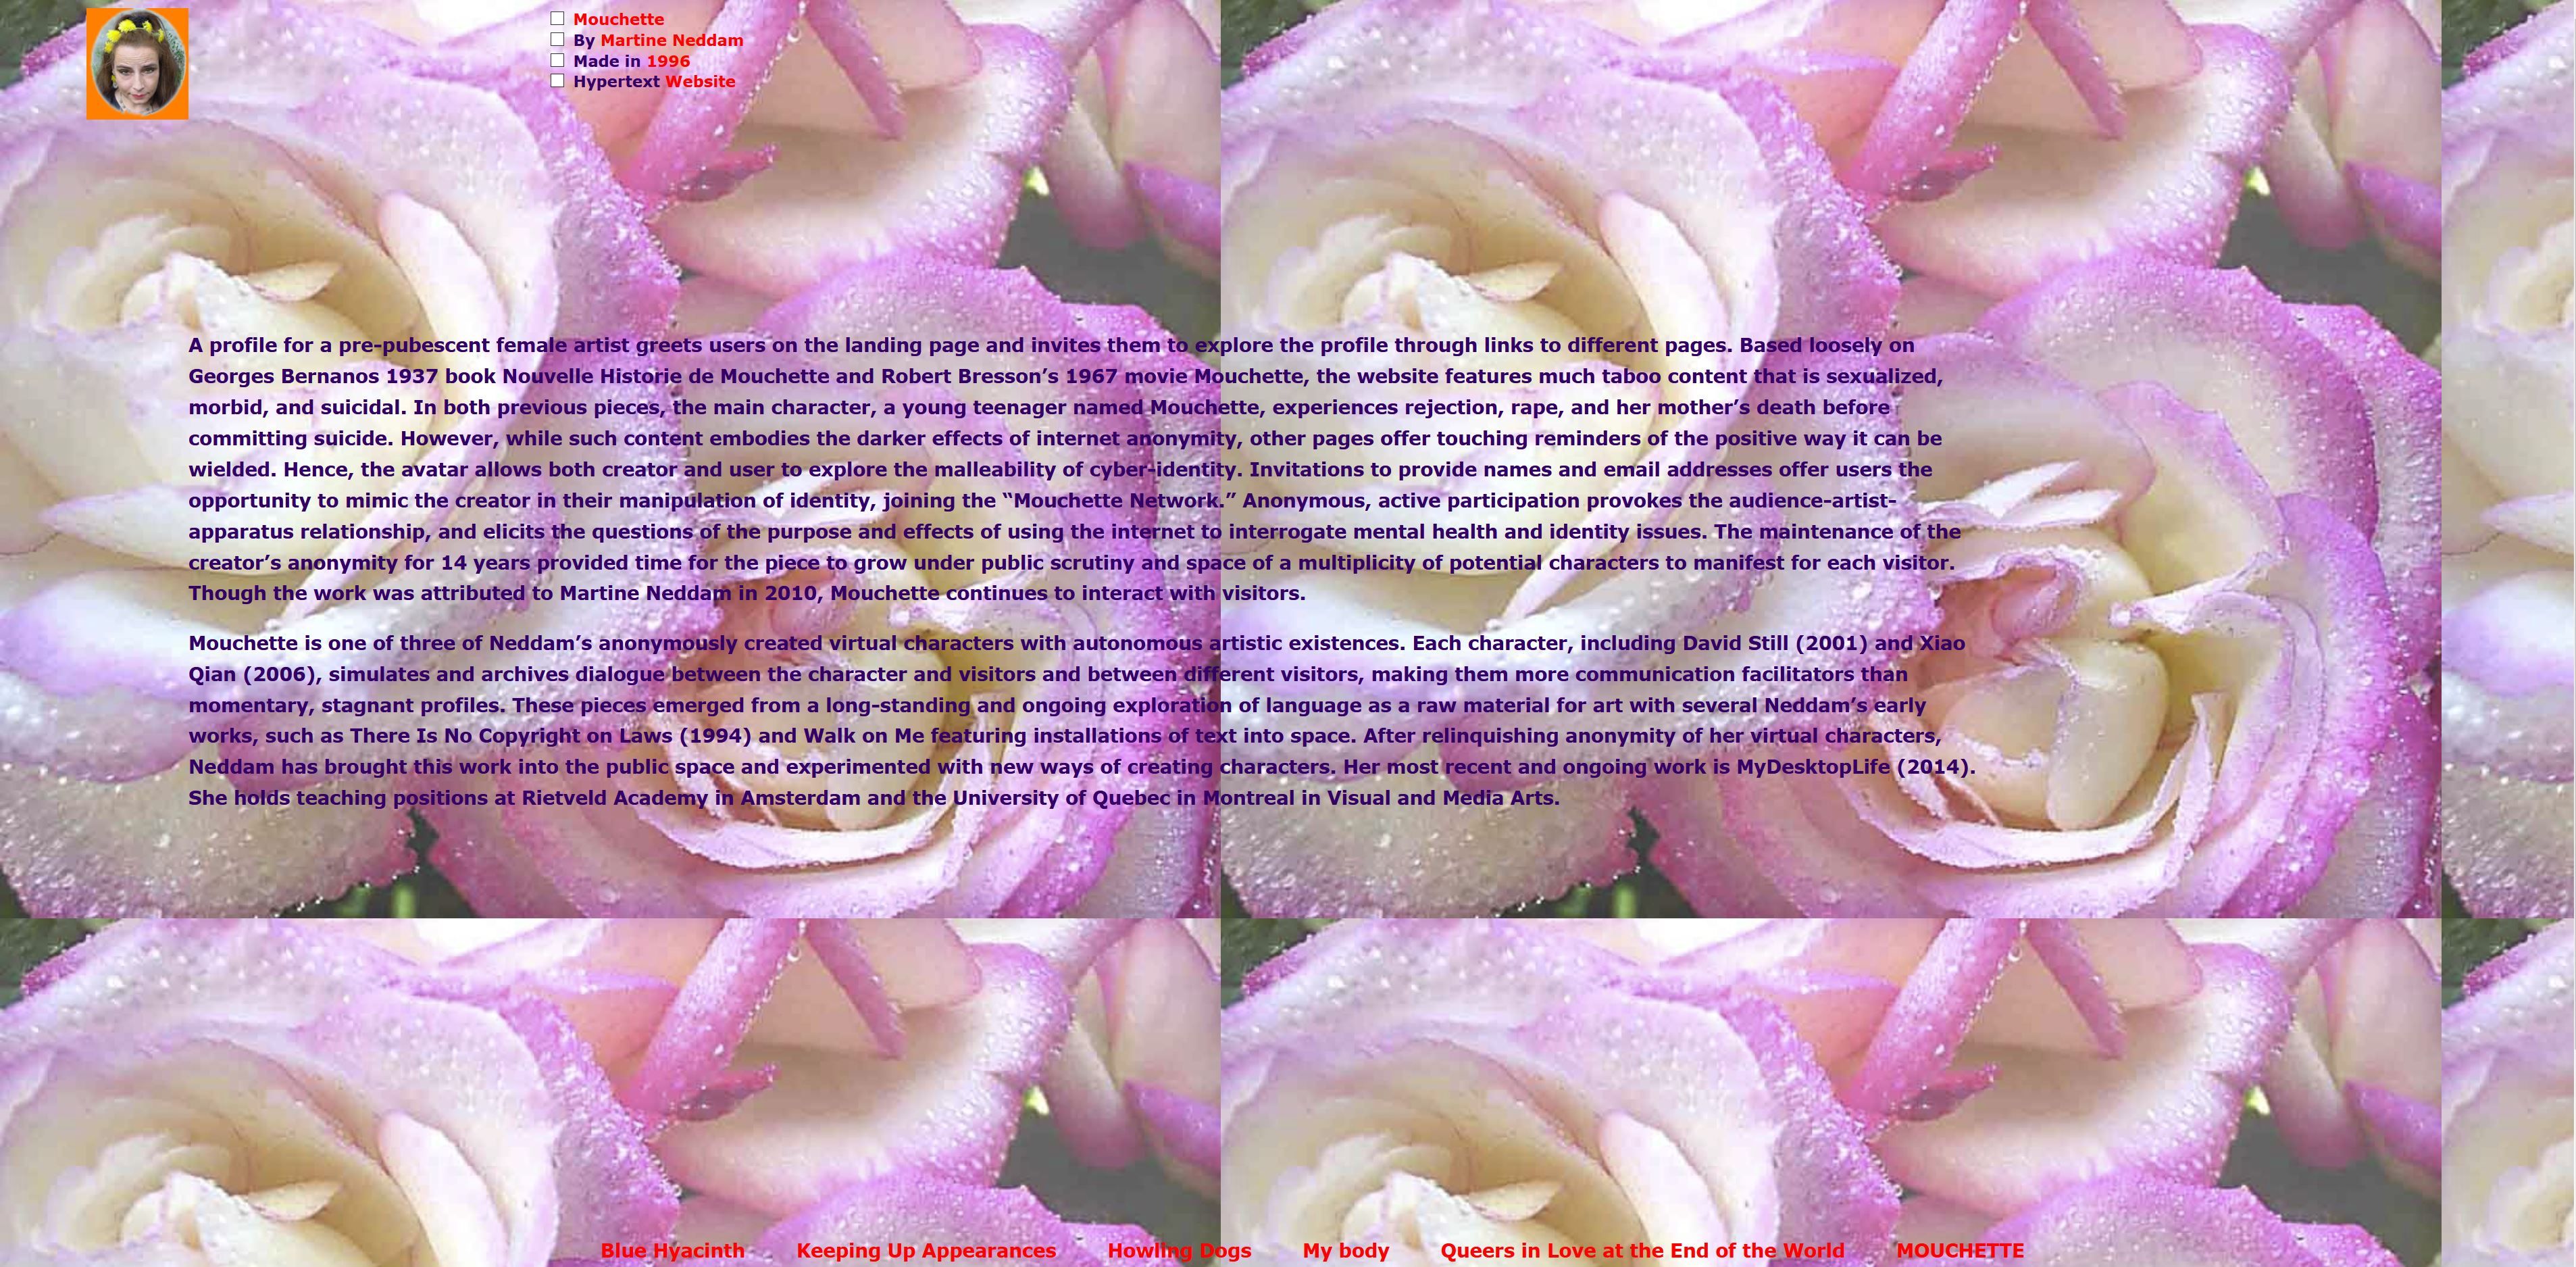 Mouchette
By Martine Neddam
Made in 1996
Hypertext Website
A profile for a pre-pubescent female artist greets users on the landing page and invites them to explore the profile through links to different pages. Based loosely on
Georges Bernanos 1937 book Nouvelle Historie de Mouchette and Robert Bresson’s 1967 movie Mouchette, the website features much taboo content that is sexualized,
morbid, and suicidal. In both previous pieces, the main character, a young teenager named Mouchette, experiences rejection, rape, and her mother’s death before
committing suicide. However, while such content embodies the darker effects of internet anonymity, other pages offer touching reminders of the positive way it can be
wielded. Hence, the avatar allows both creator and user to explore the malleability of cyber-identity. Invitations to provide names and email addresses offer users the
opportunity to mimic the creator in their manipulation of identity, joining the “Mouchette Network.” Anonymous, active participation provokes the audience-artist-
apparatus relationship, and elicits the questions of the purpose and effects of using the internet to interrogate mental health and identity issues. The maintenance of the
creator’s anonymity for 14 years provided time for the piece to grow under public scrutiny and space of a multiplicity of potential characters to manifest for each visitor.
Though the work was attributed to Martine Neddam in 2010, Mouchette continues to interact with visitors.
Mouchette is one of three of Neddam’s anonymously created virtual characters with autonomous artistic existences. Each character, including David Still (2001) and Xiao
Qian (2006), simulates and archives dialogue between the character and visitors and between different visitors, making them more communication facilitators than
momentary, stagnant profiles. These pieces emerged from a long-standing and ongoing exploration of language as a raw material for art with several Neddam’s early
works, such as There Is No Copyright on Laws (1994) and Walk on Me featuring installations of text into space. After relinquishing anonymity of her virtual characters,
Neddam has brought this work into the public space and experimented with new ways of creating characters. Her most recent and ongoing work is MyDesktopLife (2014).
She holds teaching positions at Rietveld Academy in Amsterdam and the University of Quebec in Montreal in Visual and Media Arts.
Blue Hyacinth Keeping Up Appearances Howling Dogs My body Queers in Love at the End of the World MOUCHETTE